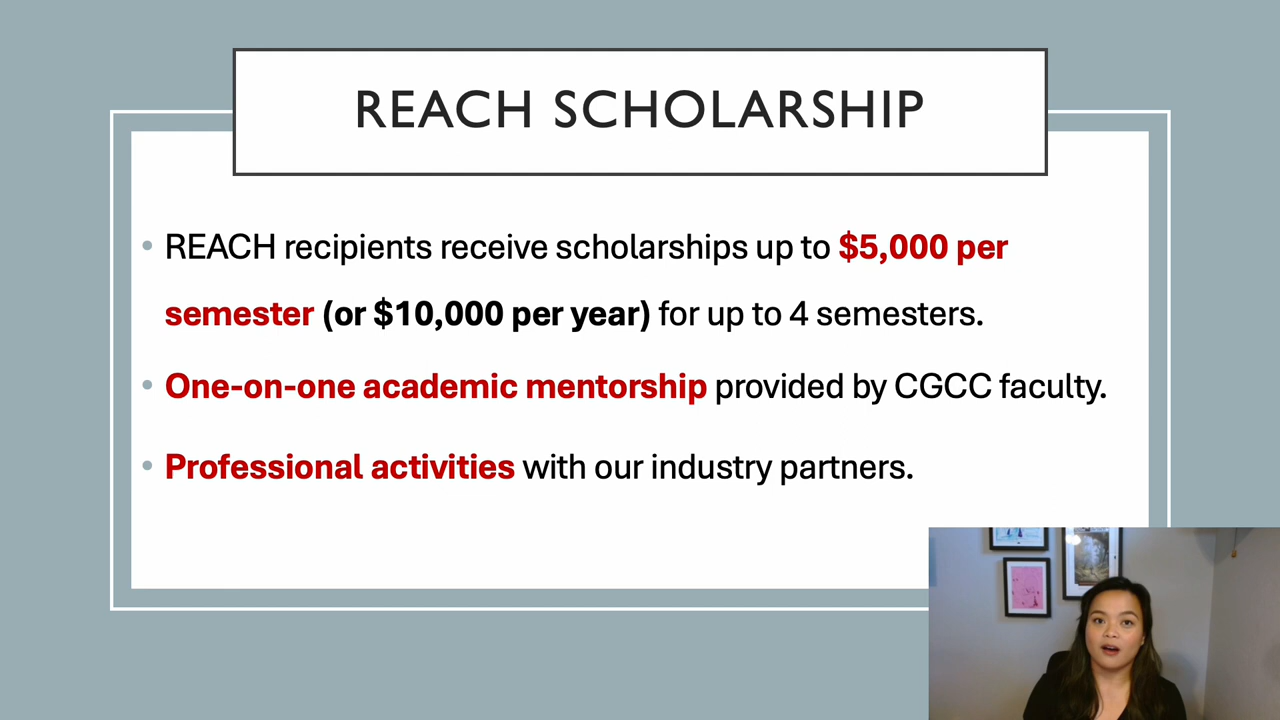 REACH SCHOLARSHIP
• REACH recipients receive scholarships up to $5,000 per
semester (or $10,000 per year) for up to 4 semesters.
• One-on-one academic mentorship provided by CGCC faculty.
• Professional activities with our industry partners.